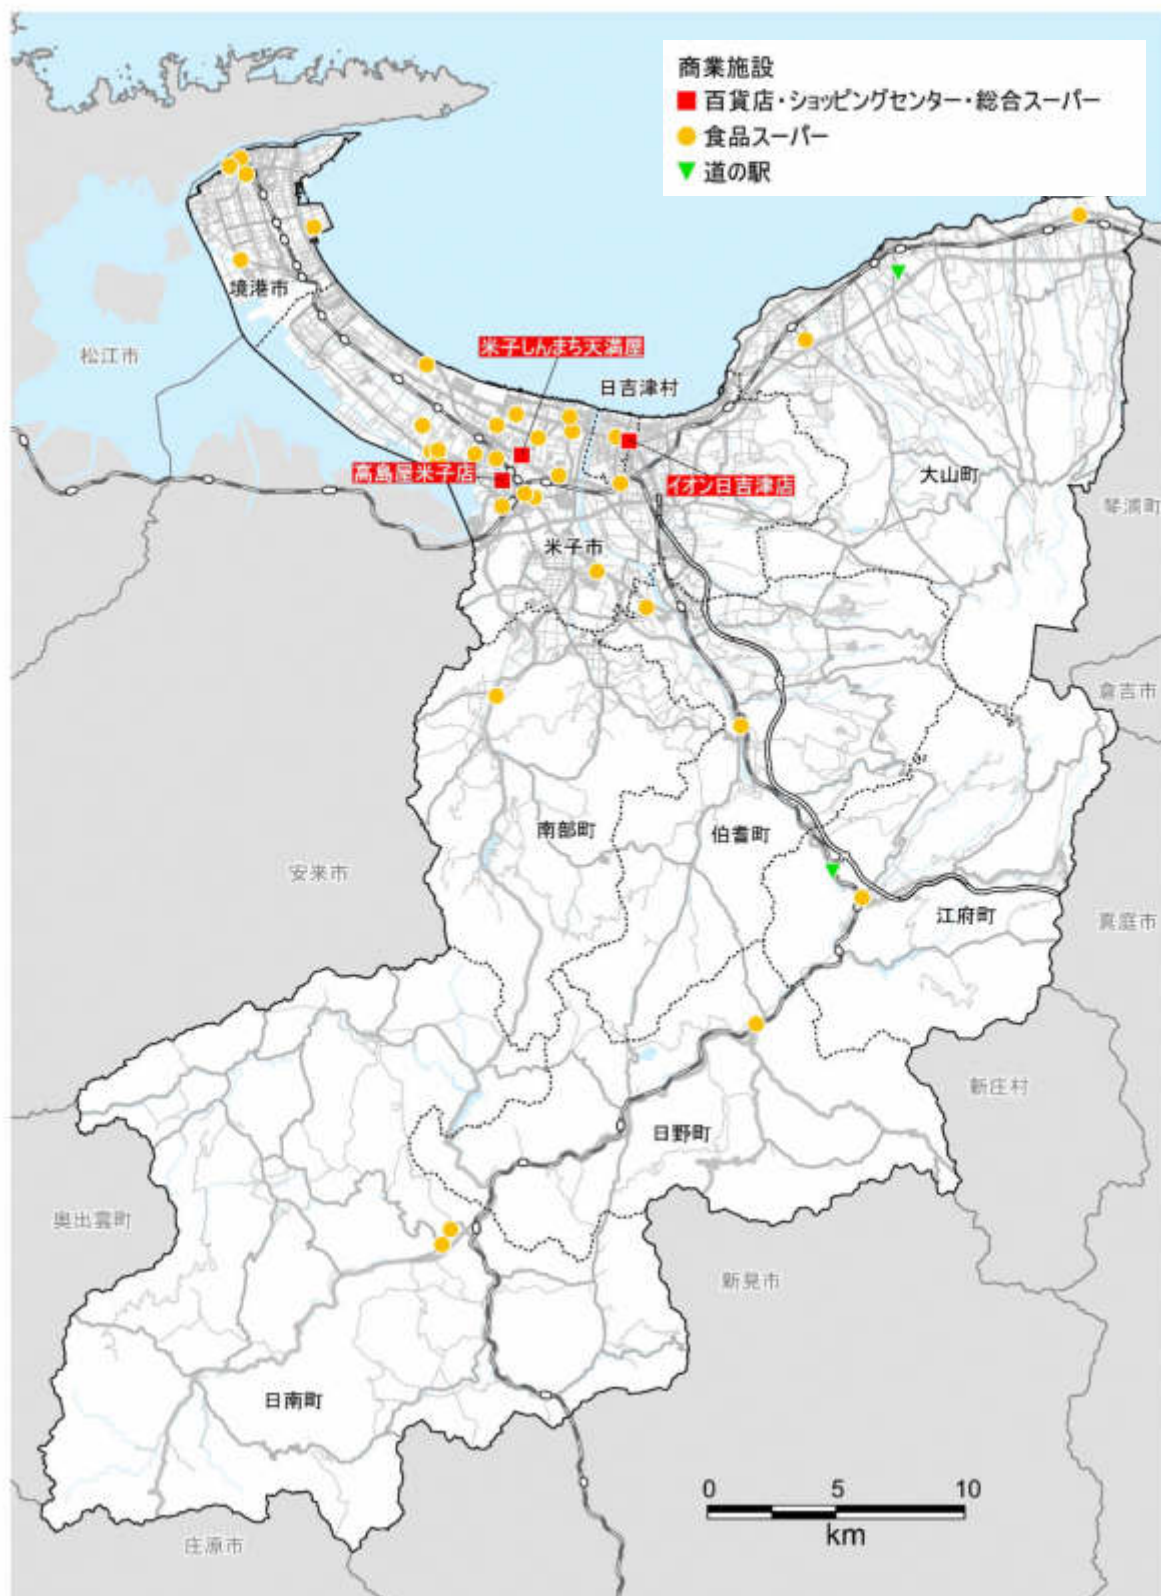 商業施設
百貨店・ショッピングセンター・総合スーパー
食品スーパー
道の駅
境港市
米子しんまち天満屋
松江市
日吉津村
高島屋米子店
イオン日吉津店
大山町
琴浦町
米子市
倉吉市
南部町
伯耆町
安来市
江府町
真庭市
新庄村
日野町
奥出雲町
新見市
日南町
0 5 10
km
庄原市